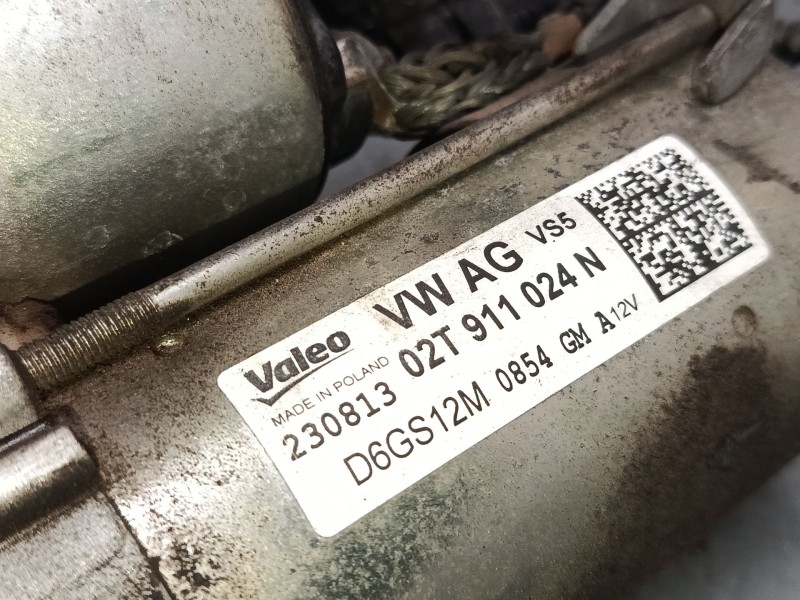 VW AG VS5
Valeo
MADE IN POLAND 02T 911 024 N
230813 0854 GM A 12V
D6GS12M